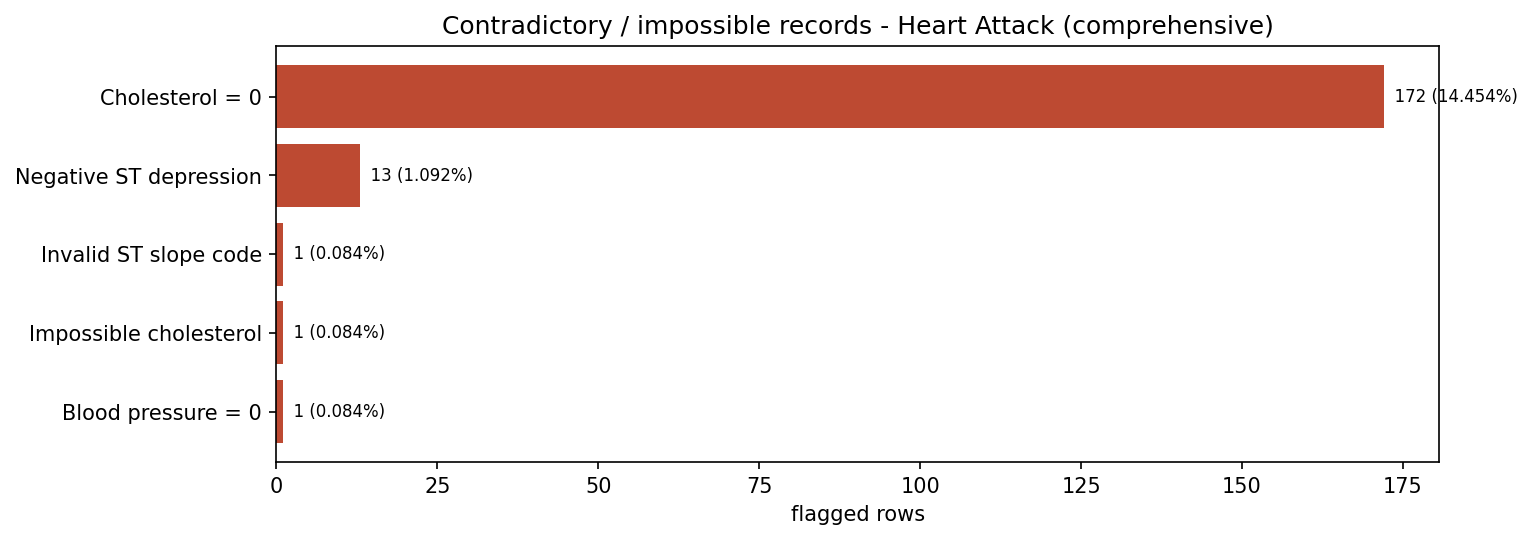 Contradictory / impossible records - Heart Attack (comprehensive)
Cholesterol = 0
172 (14.454%)
Negative ST depression
13 (1.092%)
Invalid ST slope code
1 (0.084%)
Impossible cholesterol
1 (0.084%)
Blood pressure = 0
1 (0.084%)
0 25 50 75 100 125 150 175
flagged rows